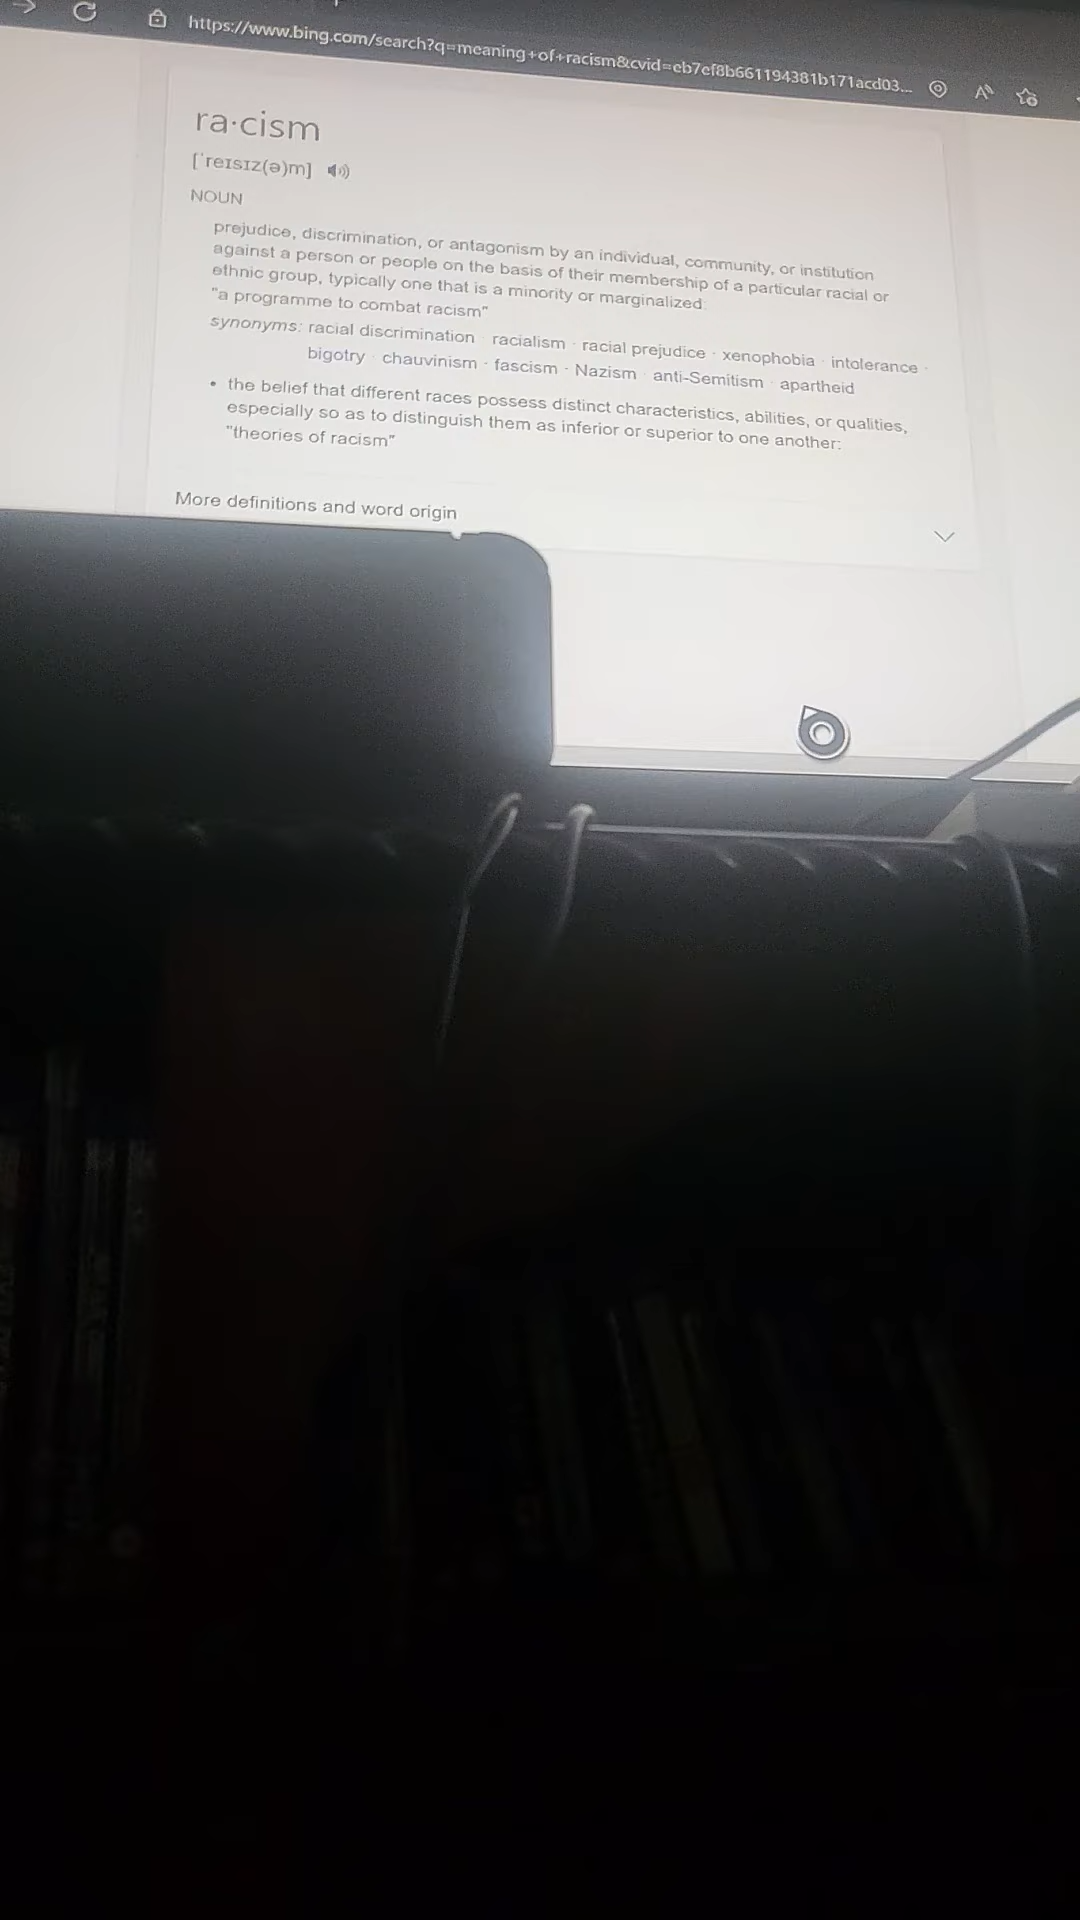 https://www.bing.com/search?q=meaning+of+racism&cvid=eb7ef8b661194381b171acd03...
ra·cism
[ˈreɪsɪz(ə)m]
NOUN
prejudice, discrimination, or antagonism by an individual, community, or institution
against a person or people on the basis of their membership of a particular racial or
ethnic group, typically one that is a minority or marginalized:
"a programme to combat racism"
synonyms: racial discrimination · racialism · racial prejudice · xenophobia · intolerance ·
bigotry · chauvinism · fascism · Nazism · anti-Semitism · apartheid
• the belief that different races possess distinct characteristics, abilities, or qualities,
especially so as to distinguish them as inferior or superior to one another:
"theories of racism"
More definitions and word origin